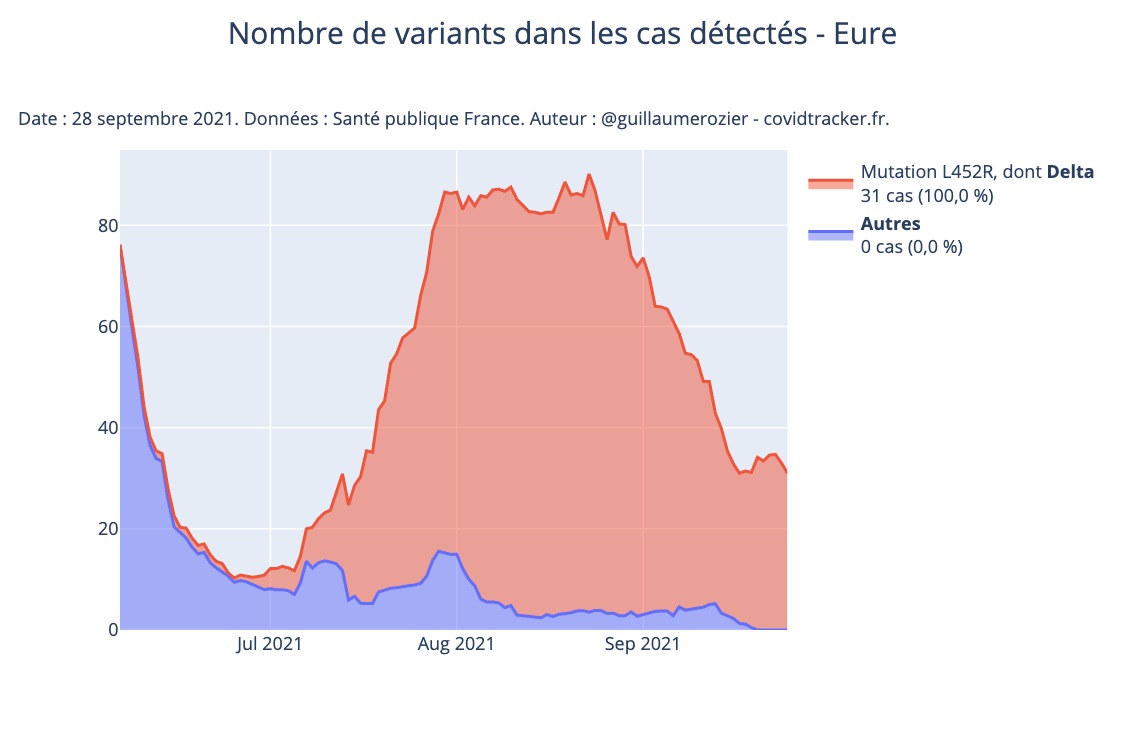 Nombre de variants dans les cas détectés - Eure
Date : 28 septembre 2021. Données : Santé publique France. Auteur : @guillaumerozier - covidtracker.fr.
Mutation L452R, dont Delta
31 cas (100,0 %)
Autres
0 cas (0,0 %)
80
60
40
20
0
Jul 2021
Aug 2021
Sep 2021